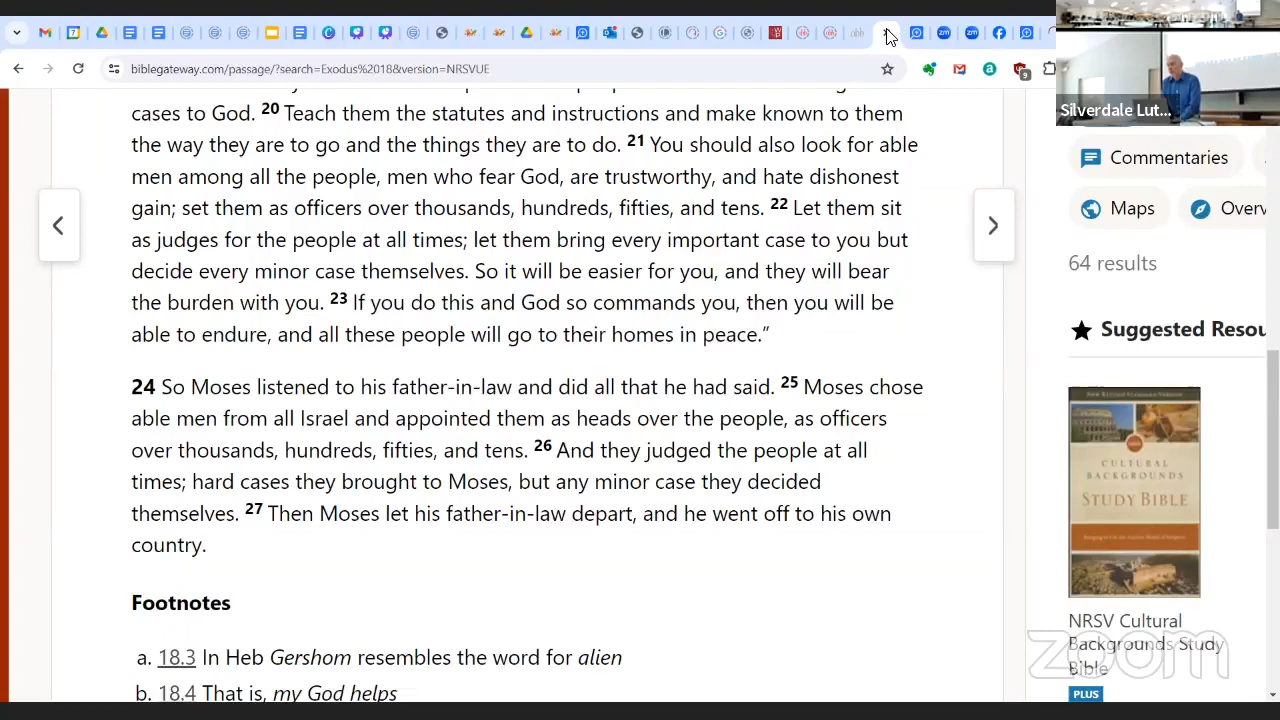 biblegateway.com/passage/?search=Exodus%2018&version=NRSVUE
9
Silverdale Lut...
cases to God. 20 Teach them the statutes and instructions and make known to them
the way they are to go and the things they are to do. 21 You should also look for able
men among all the people, men who fear God, are trustworthy, and hate dishonest
gain; set them as officers over thousands, hundreds, fifties, and tens. 22 Let them sit
as judges for the people at all times; let them bring every important case to you but
decide every minor case themselves. So it will be easier for you, and they will bear
the burden with you. 23 If you do this and God so commands you, then you will be
able to endure, and all these people will go to their homes in peace.”
24 So Moses listened to his father-in-law and did all that he had said. 25 Moses chose
able men from all Israel and appointed them as heads over the people, as officers
over thousands, hundreds, fifties, and tens. 26 And they judged the people at all
times; hard cases they brought to Moses, but any minor case they decided
themselves. 27 Then Moses let his father-in-law depart, and he went off to his own
country.
Footnotes
a. 18.3 In Heb Gershom resembles the word for alien
b. 18.4 That is, my God helps
Commentaries
Maps
Overv
64 results
Suggested Resou
CULTURAL
BACKGROUNDS
STUDY BIBLE
NRSV Cultural
Backgrounds Study
Bible
PLUS
zoom